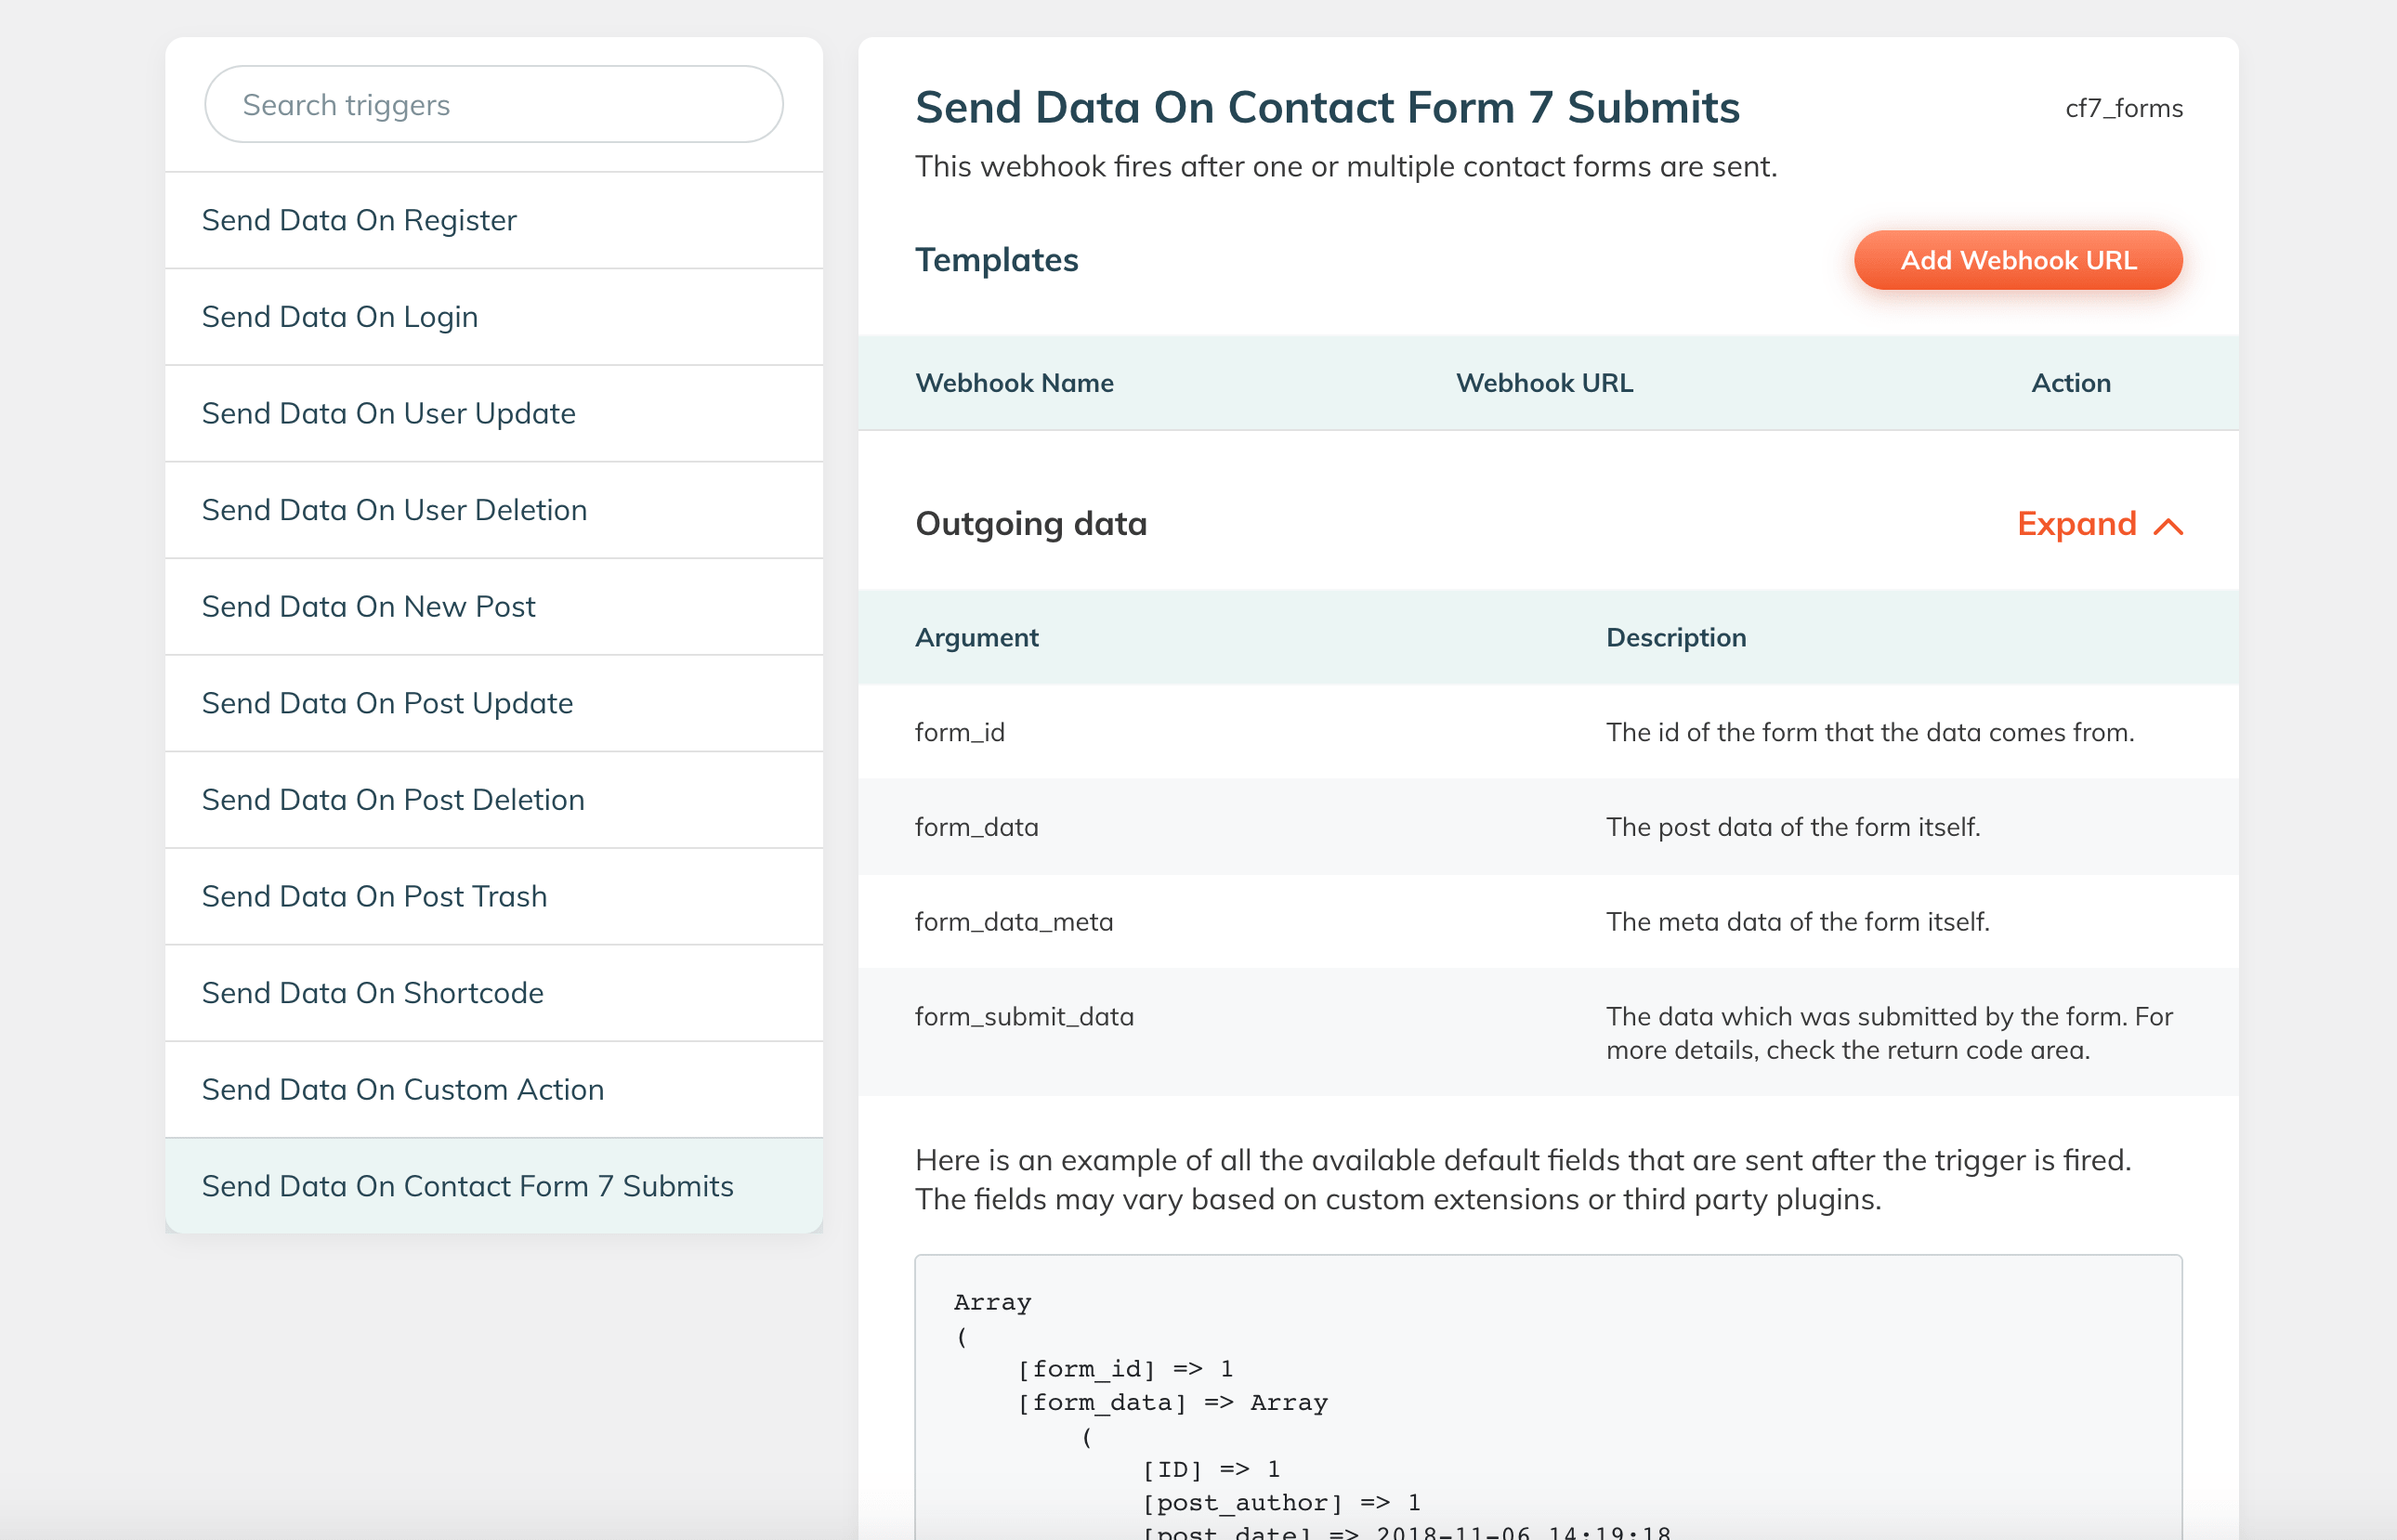 Search triggers
Send Data On Register
Send Data On Login
Send Data On User Update
Send Data On User Deletion
Send Data On New Post
Send Data On Post Update
Send Data On Post Deletion
Send Data On Post Trash
Send Data On Shortcode
Send Data On Custom Action
Send Data On Contact Form 7 Submits
Send Data On Contact Form 7 Submits
cf7_forms
This webhook fires after one or multiple contact forms are sent.
Templates
Add Webhook URL
Webhook Name Webhook URL Action
Outgoing data
Expand
Argument Description
form_id The id of the form that the data comes from.
form_data The post data of the form itself.
form_data_meta The meta data of the form itself.
form_submit_data The data which was submitted by the form. For
more details, check the return code area.
Here is an example of all the available default fields that are sent after the trigger is fired.
The fields may vary based on custom extensions or third party plugins.
Array
(
    [form_id] => 1
    [form_data] => Array
        (
            [ID] => 1
            [post_author] => 1
            [post_date] => 2018-11-06 14:19:18